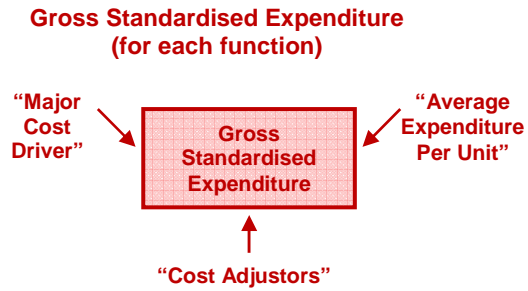 Gross Standardised Expenditure
(for each function)
“Major
Cost
Driver”
Gross
Standardised
Expenditure
“Average
Expenditure
Per Unit”
“Cost Adjustors”